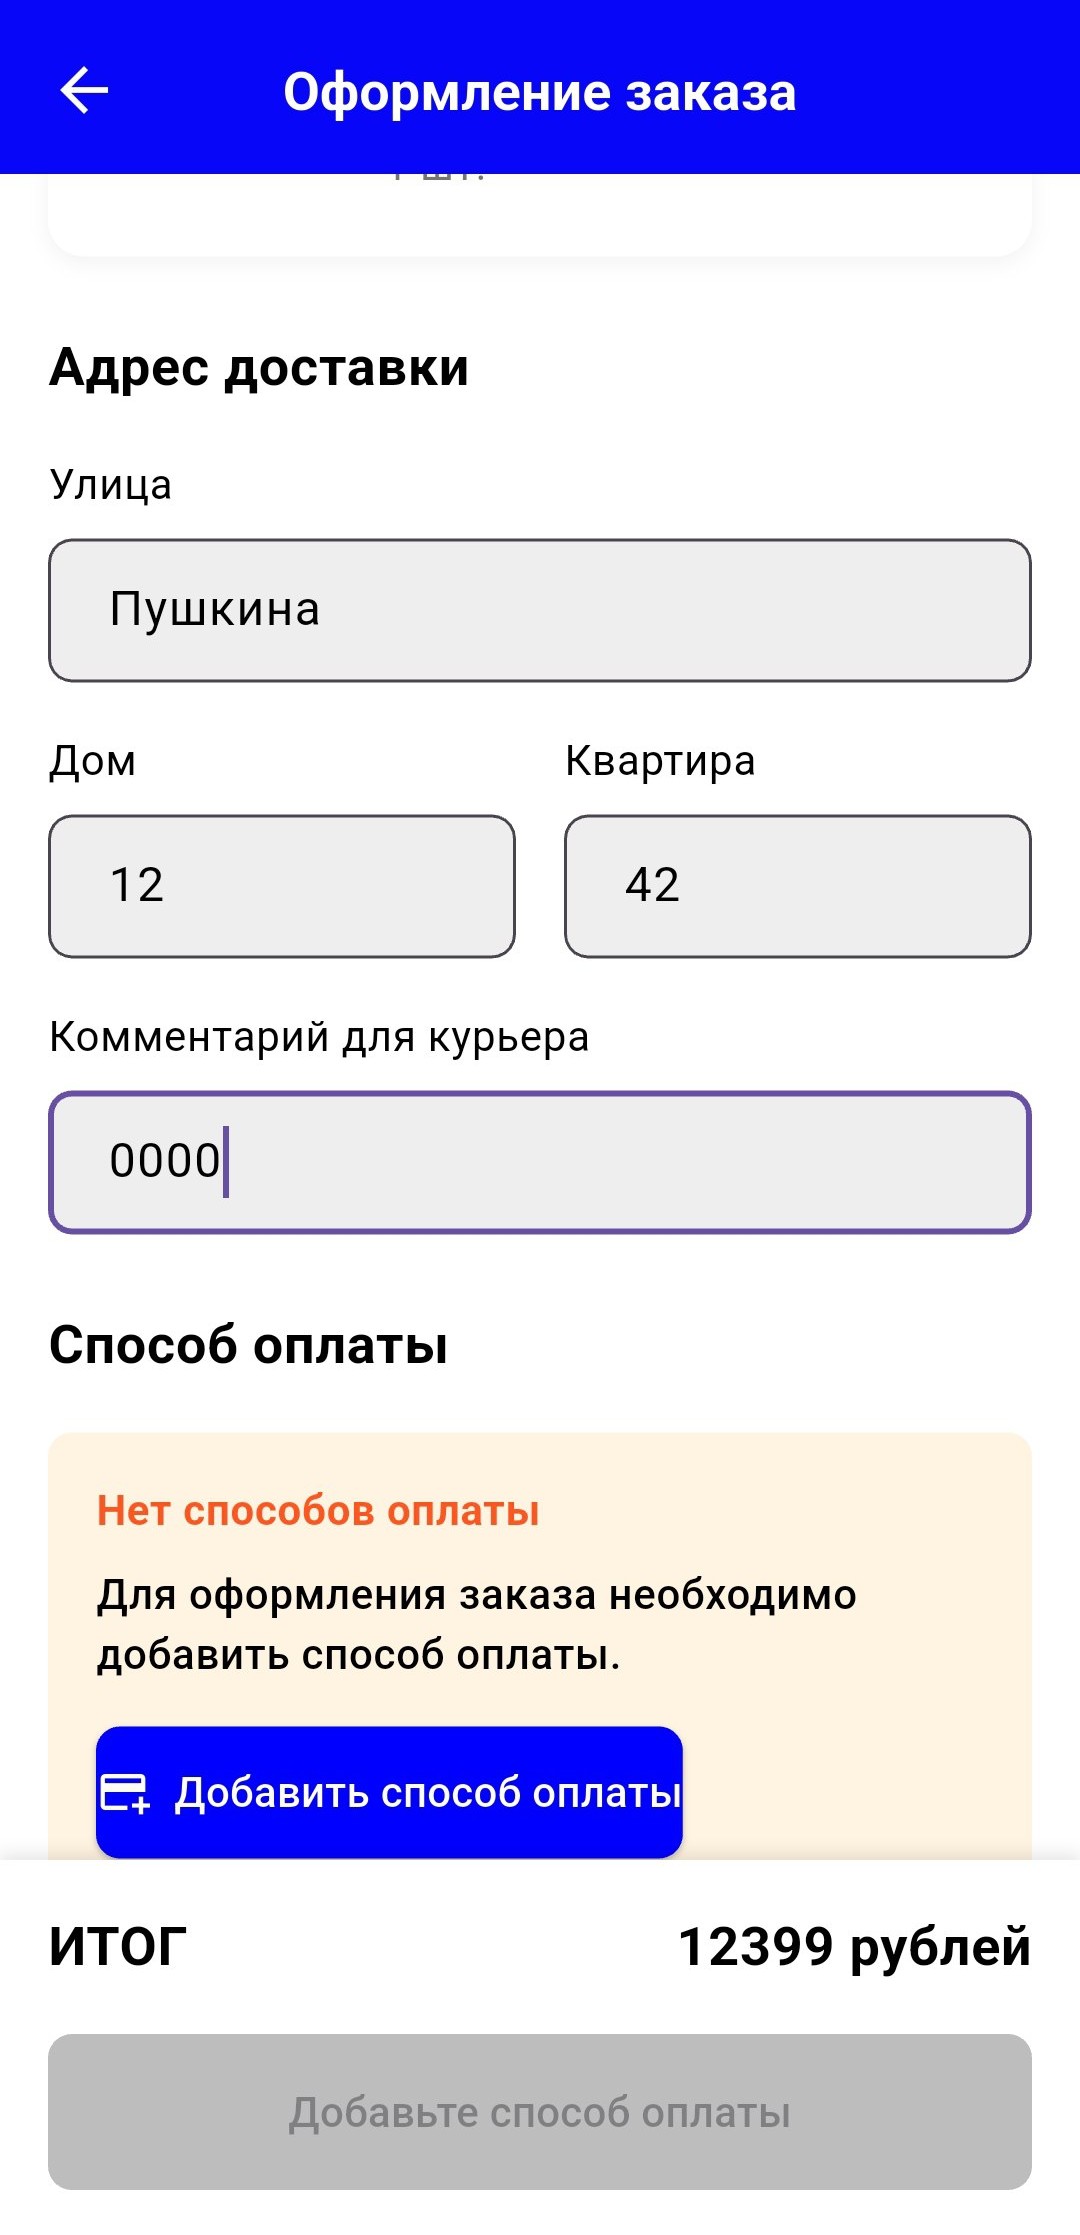 Оформление заказа
Адрес доставки
Улица
Пушкина
Дом
Квартира
12
42
Комментарий для курьера
0000
Способ оплаты
Нет способов оплаты
Для оформления заказа необходимо
добавить способ оплаты.
Добавить способ оплаты
ИТОГ
12399 рублей
Добавьте способ оплаты